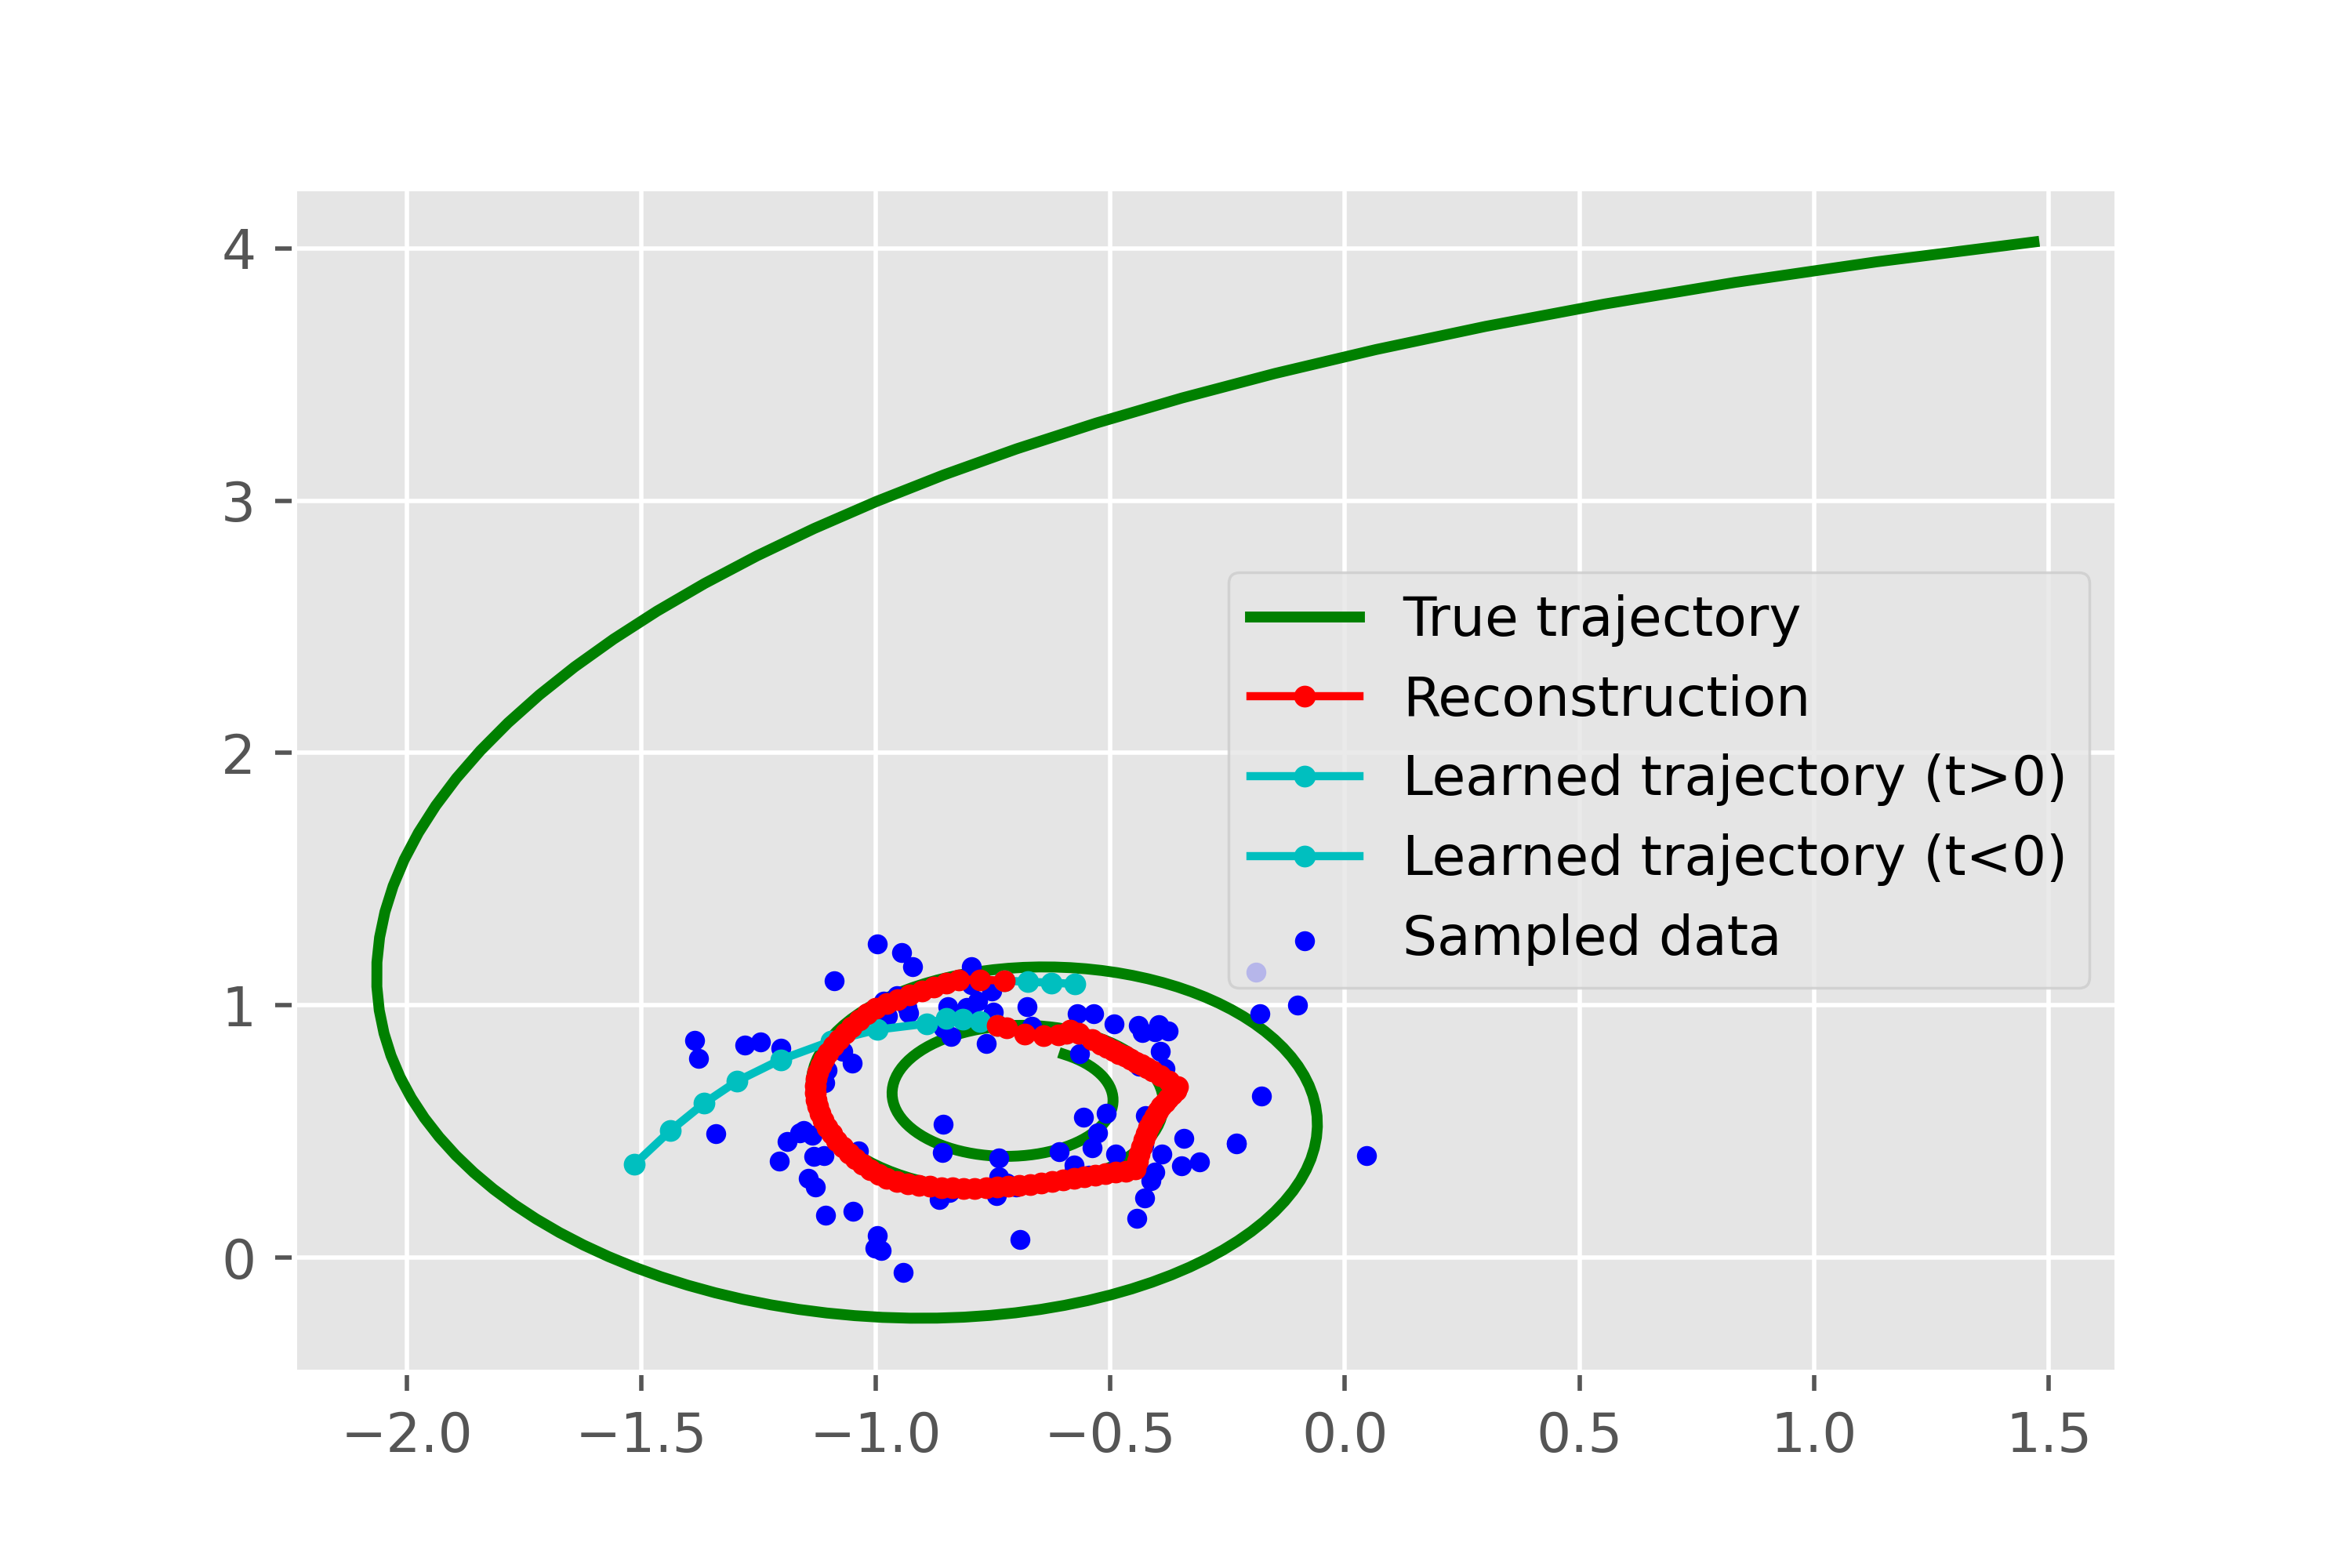 4
3
2
1
0
True trajectory
Reconstruction
Learned trajectory (t>0)
Learned trajectory (t<0)
Sampled data
−2.0 −1.5 −1.0 −0.5 0.0 0.5 1.0 1.5